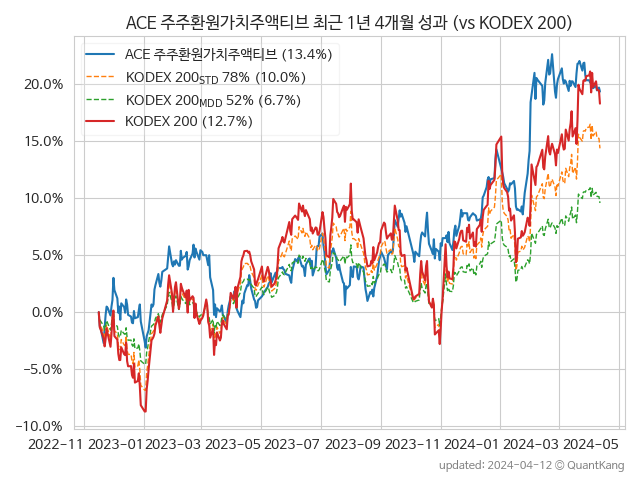 ACE 주주환원가치주액티브 최근 1년 4개월 성과 (vs KODEX 200)
ACE 주주환원가치주액티브 (13.4%)
KODEX 200STD 78% (10.0%)
KODEX 200MDD 52% (6.7%)
KODEX 200 (12.7%)
20.0%
15.0%
10.0%
5.0%
0.0%
−5.0%
−10.0%
2022-11 2023-01 2023-03 2023-05 2023-07 2023-09 2023-11 2024-01 2024-03 2024-05
updated: 2024-04-12 © QuantKang